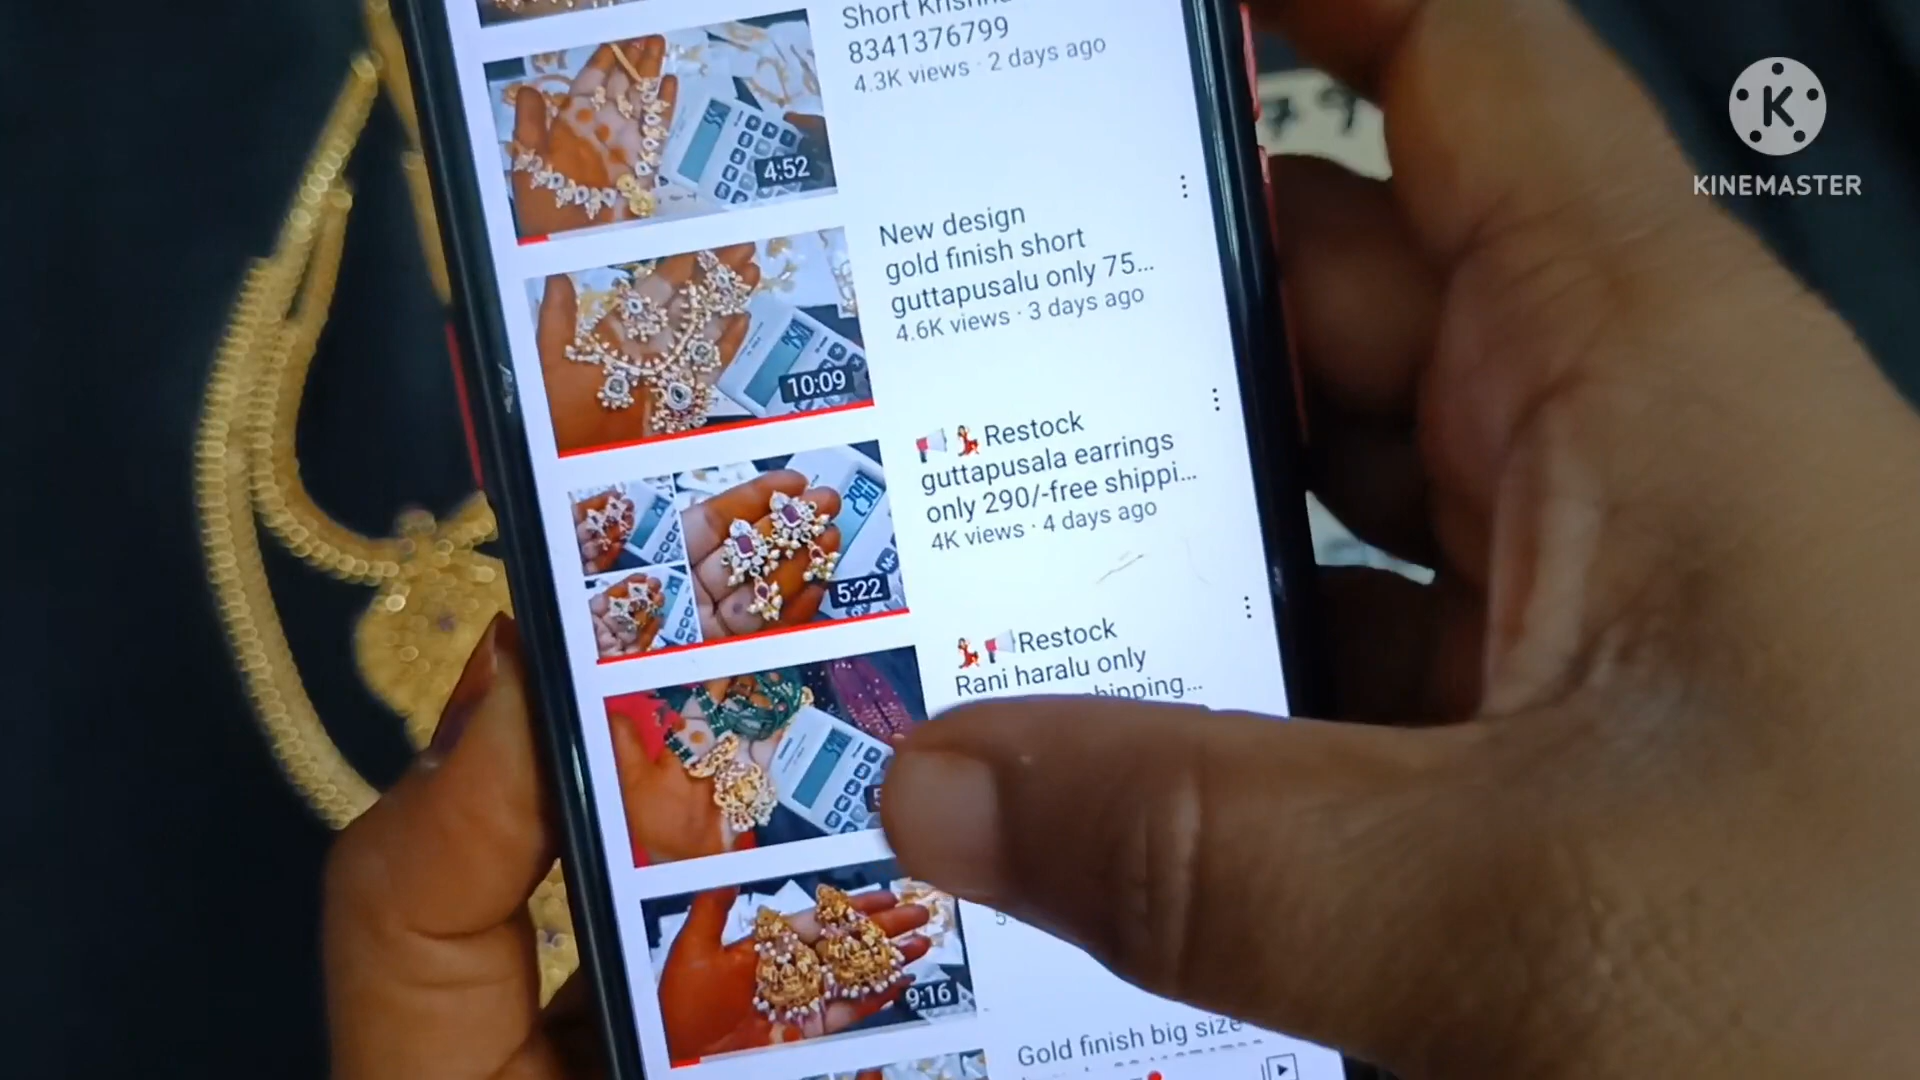 Short
8341376799
4.3K views · 2 days ago
4:52
New design
gold finish short
guttapusalu only 75...
4.6K views · 3 days ago
10:09
Restock
guttapusala earrings
only 290/-free shippi...
4K views · 4 days ago
5:22
Restock
Rani haralu only
9:16
Gold finish big size
K
KINEMASTER